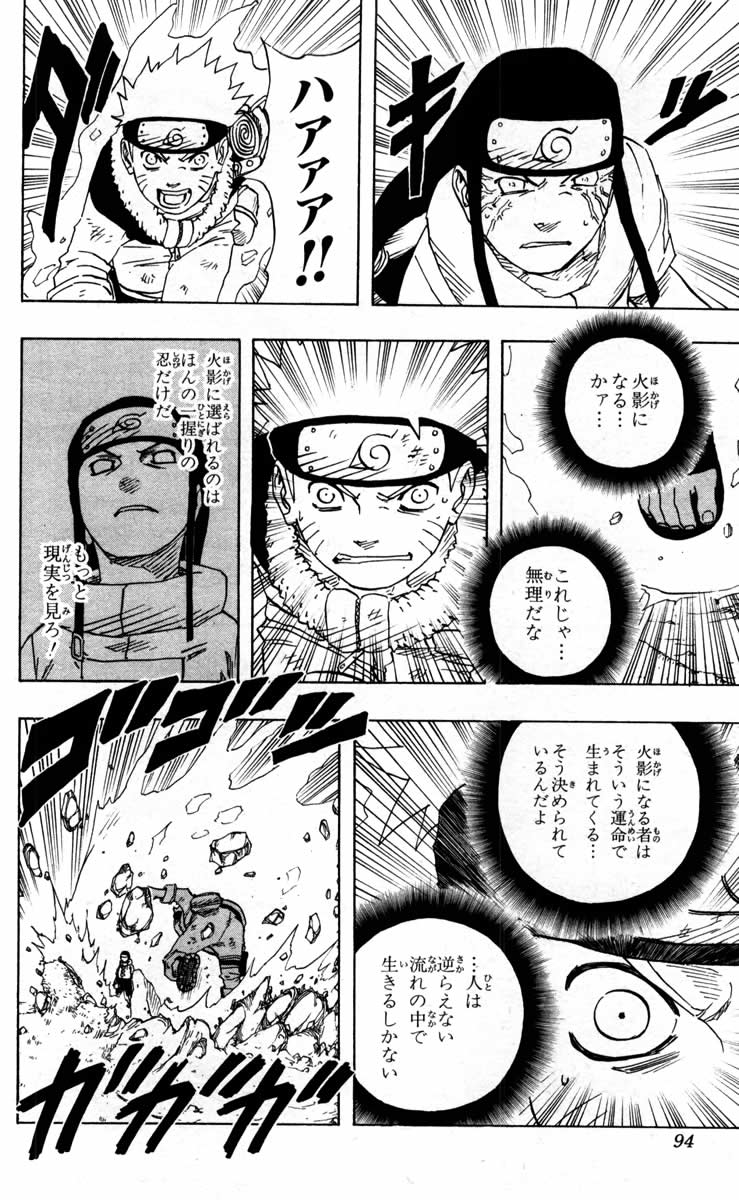 ギッ
ダッ
ハアァァ!!
火影に
なる…
かァ…
これじゃ…
無理だな
火影に選ばれるのは
ほんの一握りの
忍だけだ
もっと
現実を見ろ!
火影になる者は
そういう運命で
生まれてくる…
そう決められて
いるんだよ
…人は
逆らえない
流れの中で
生きるしかない
ゴゴゴッ
ガガガ
94